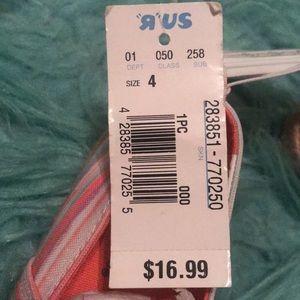 "R"US
01 050 258
DEPT CLASS SUB
SIZE 4
283851-770250
SKN
1PC
000
4 28385 77025 5
$16.99